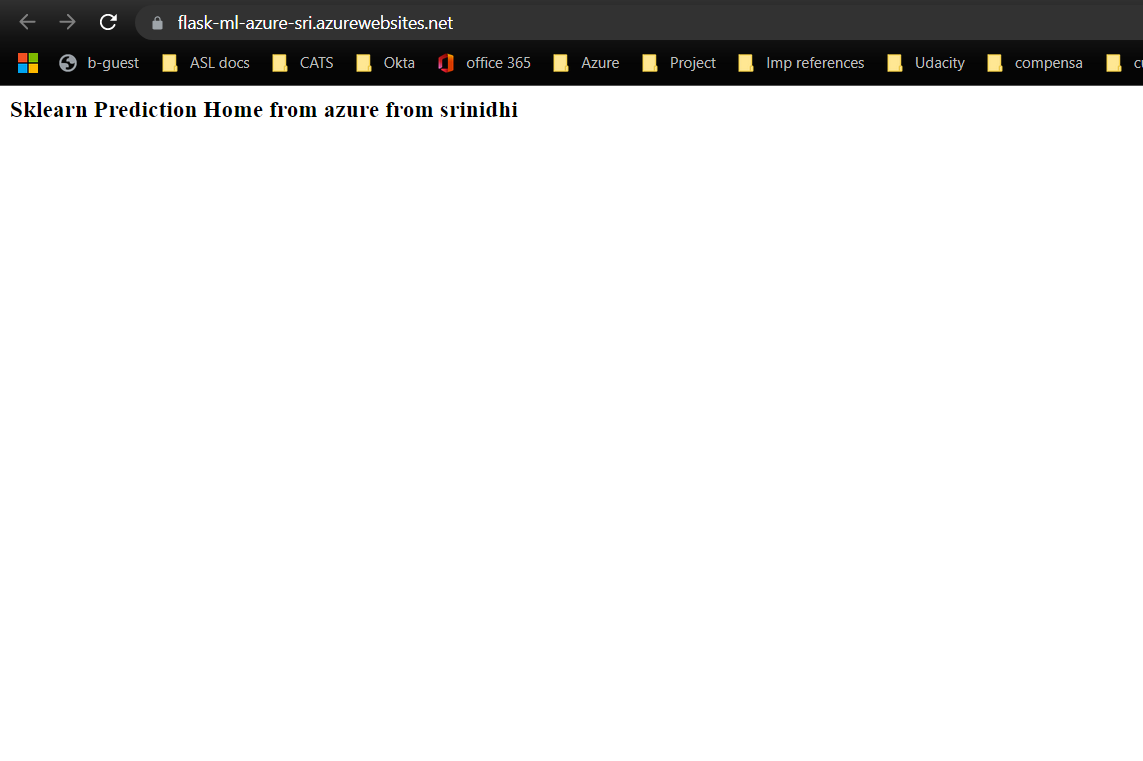 flask-ml-azure-sri.azurewebsites.net
b-guest ASL docs CATS Okta office 365 Azure Project Imp references Udacity compensa
Sklearn Prediction Home from azure from srinidhi